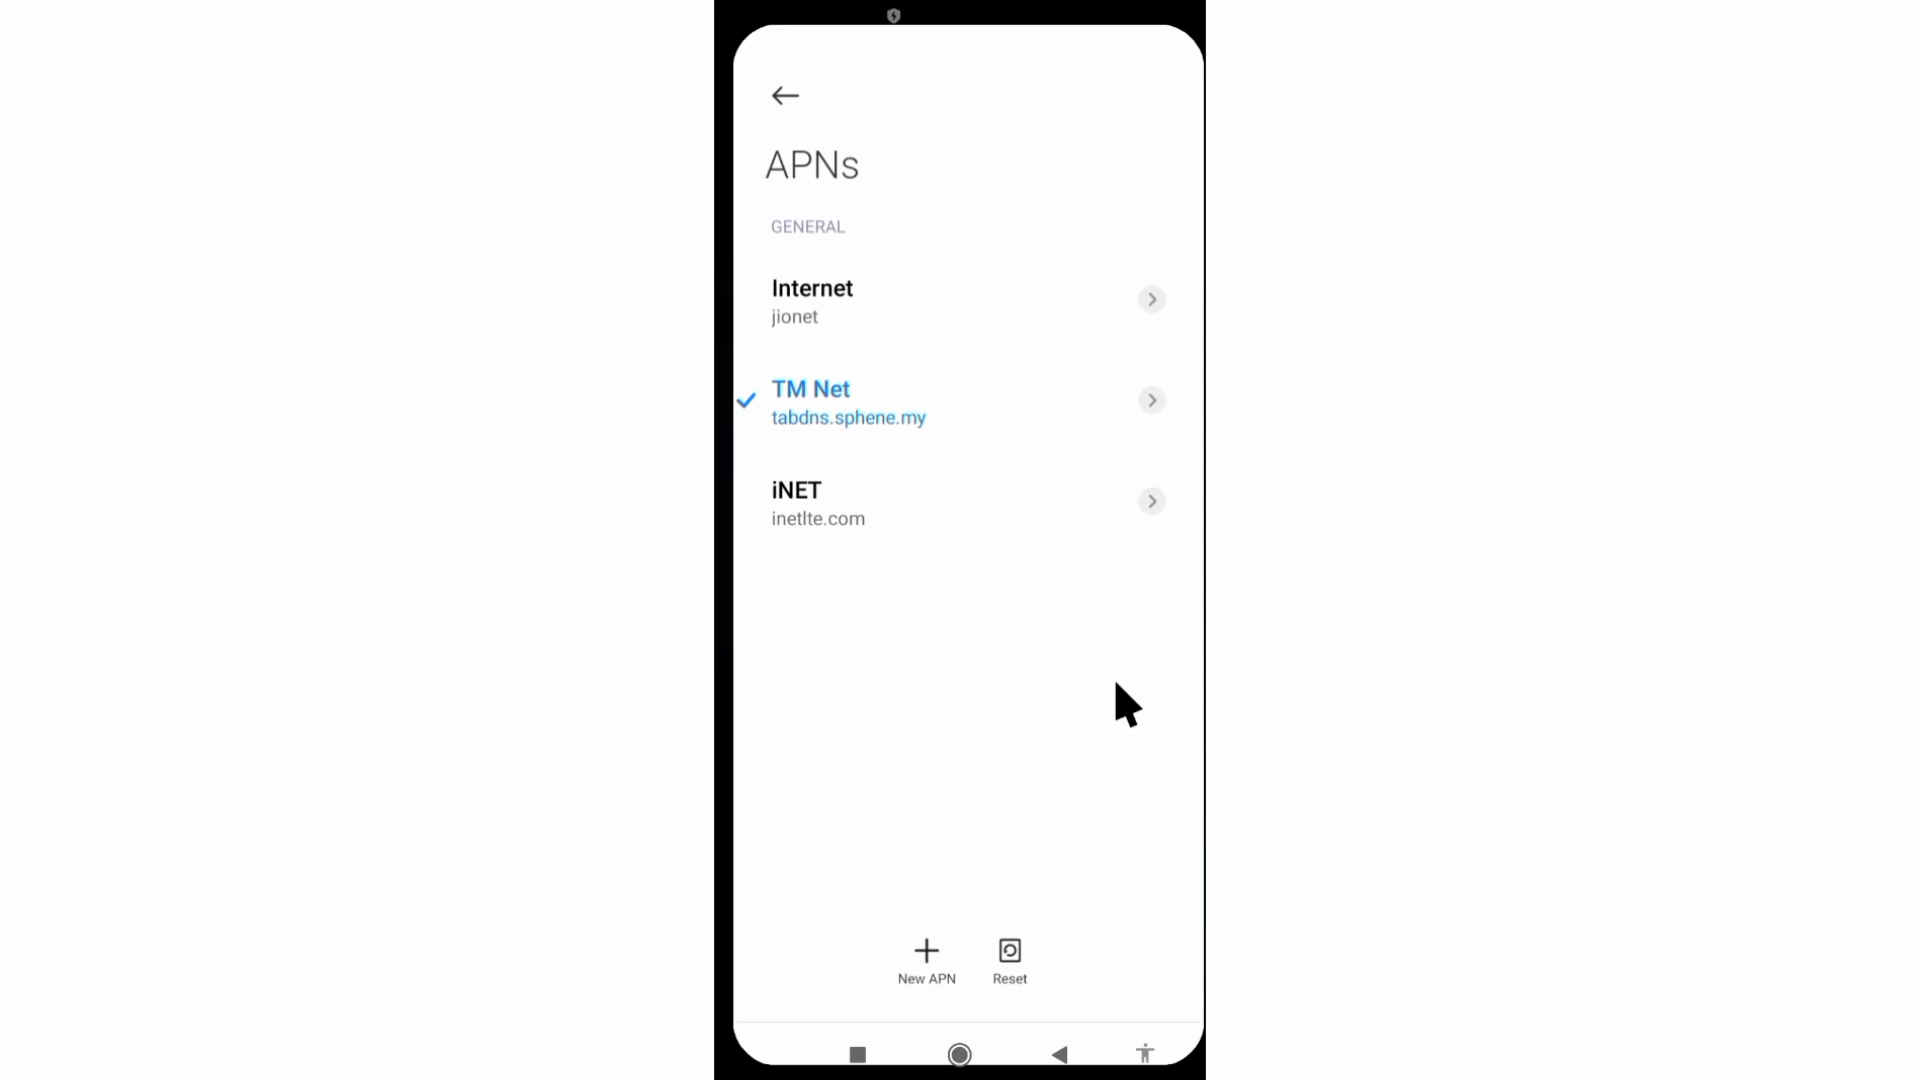 APNs
GENERAL
Internet
jionet
TM Net
tabdns.sphene.my
iNET
inetlte.com
New APN
Reset